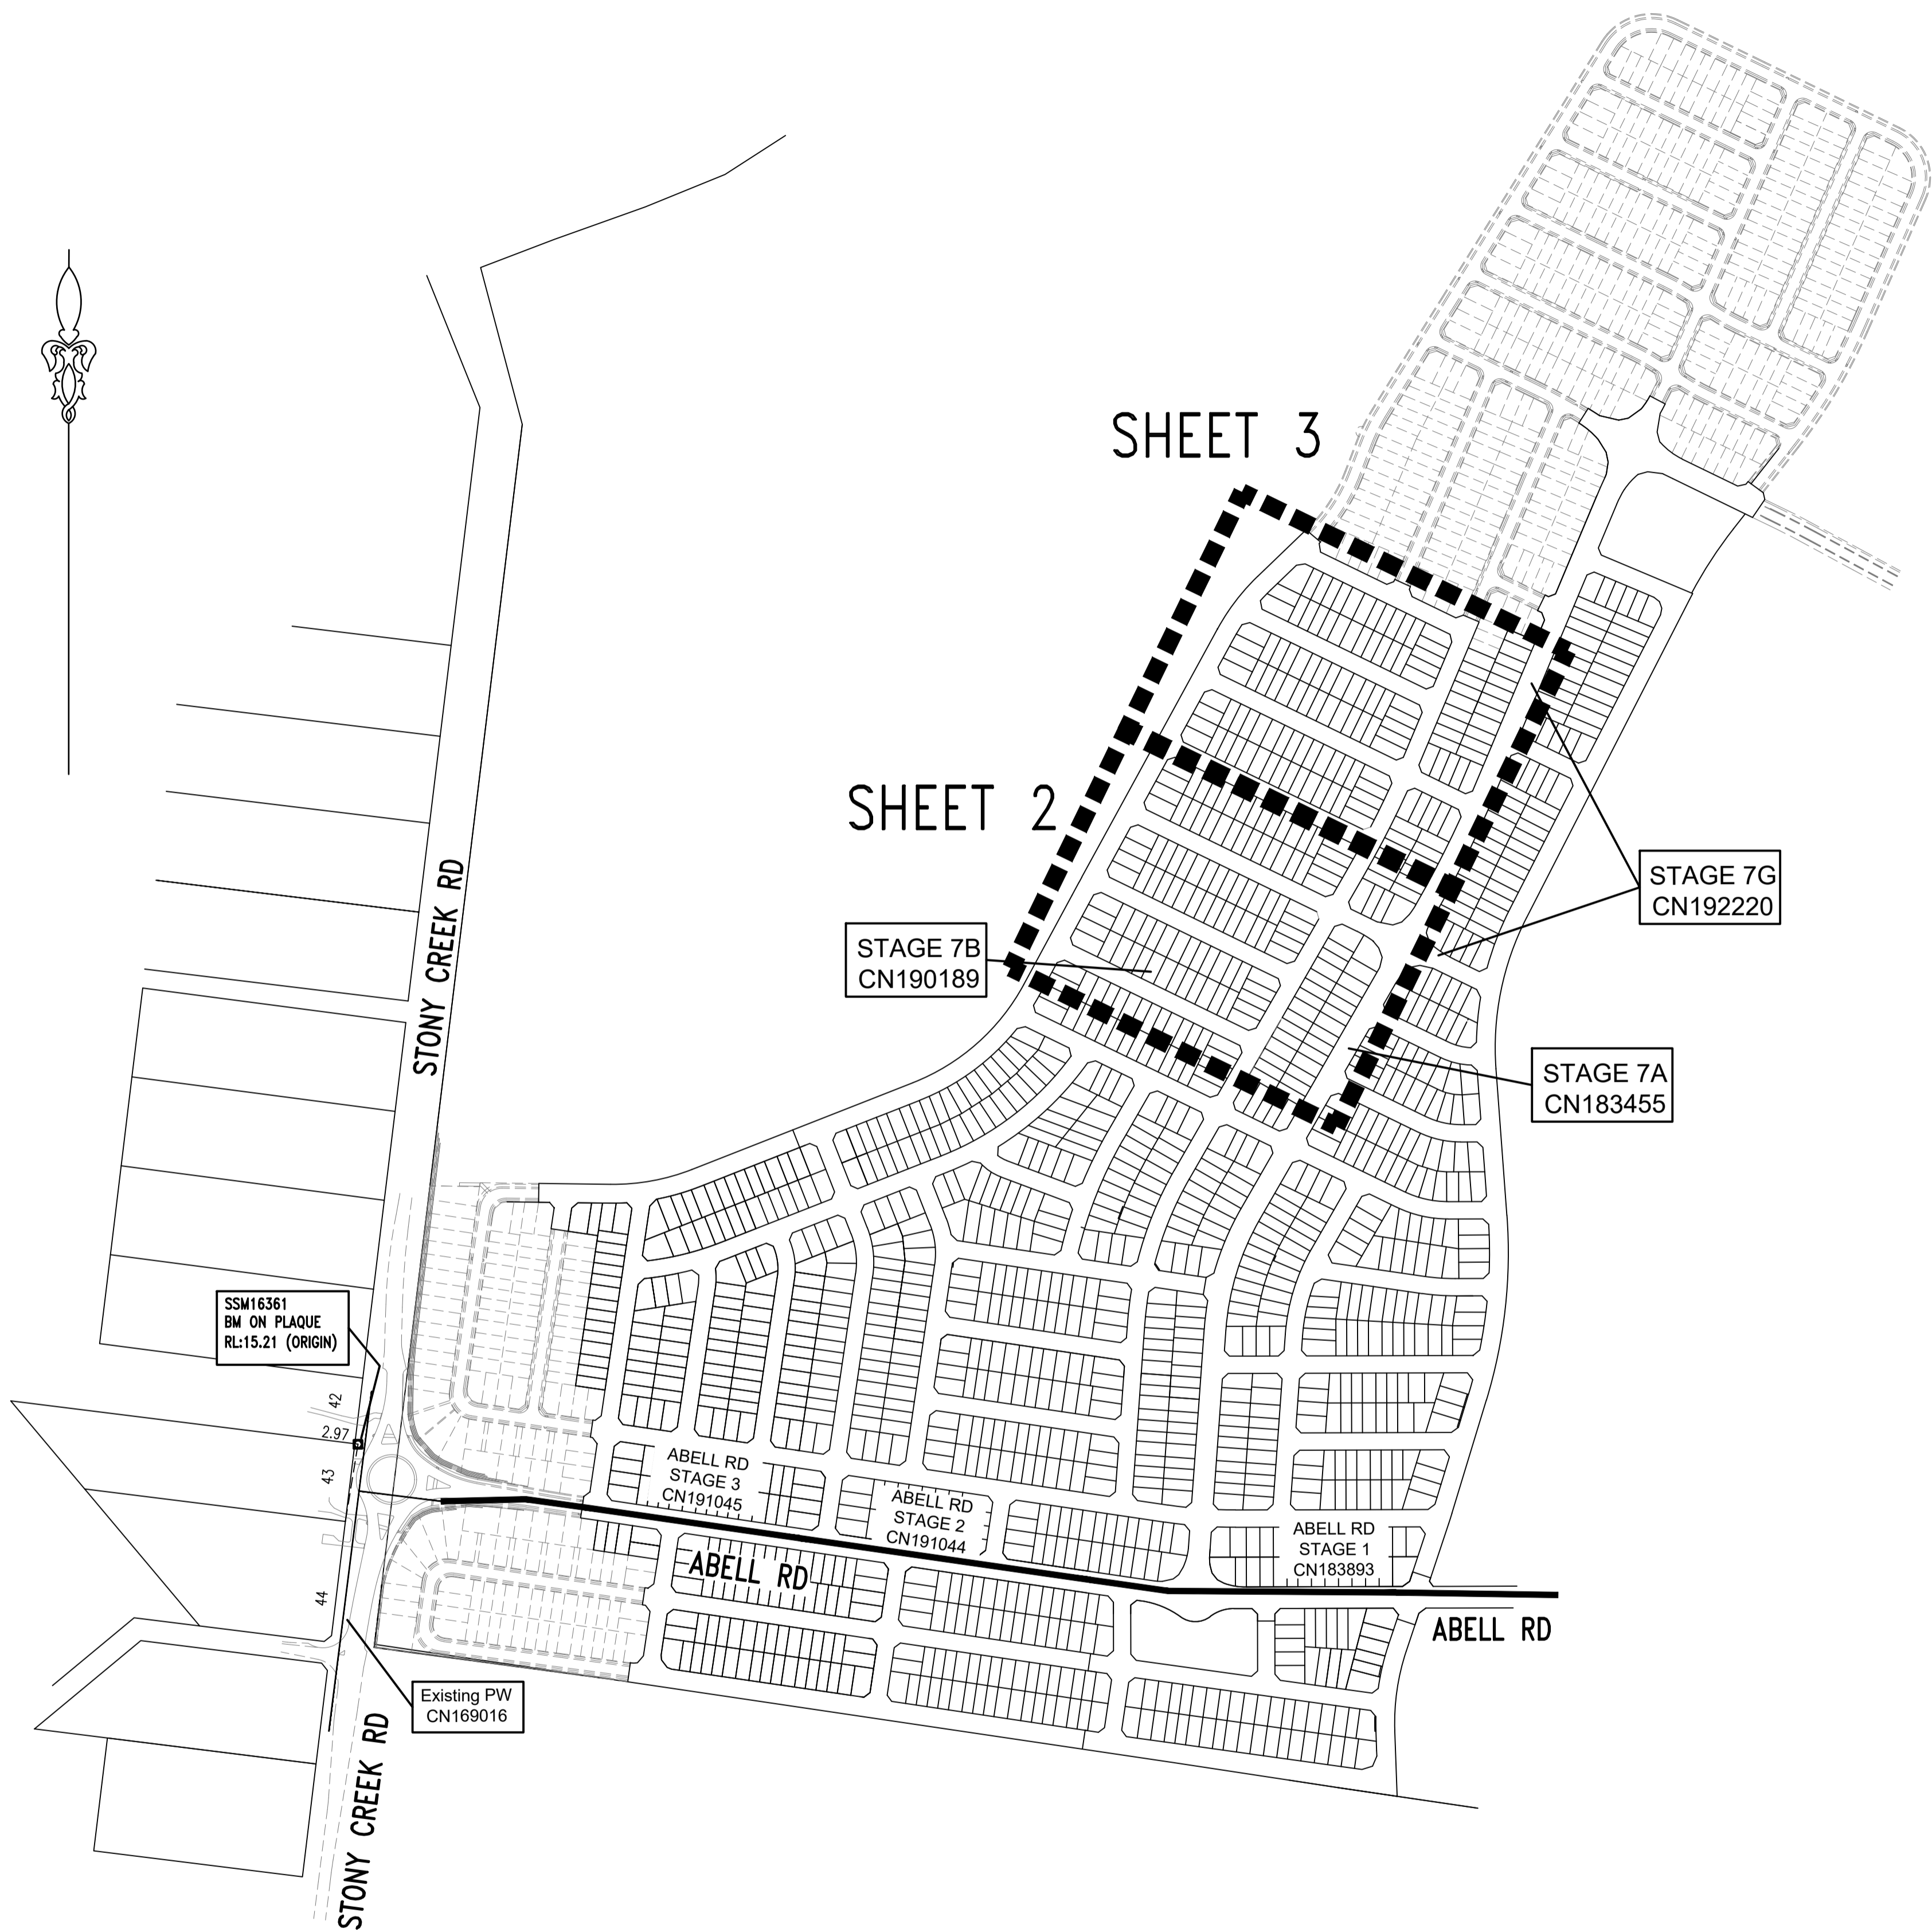 SHEET 3
SHEET 2
STONY CREEK RD
STAGE 7G
CN192220
STAGE 7B
CN190189
STAGE 7A
CN183455
SSM16361
BM ON PLAQUE
RL:15.21 (ORIGIN)
42
2.97
43
44
ABELL RD
STAGE 3
CN191045
ABELL RD
STAGE 2
CN191044
ABELL RD
STAGE 1
CN183893
ABELL RD
ABELL RD
Existing PW
CN169016
STONY CREEK RD